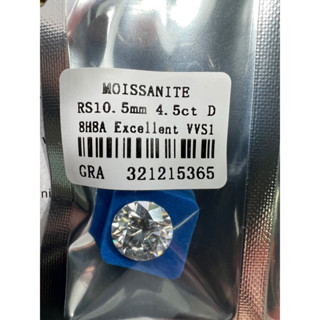 MOISSANITE
RS10.5mm 4.5ct D
8H8A Excellent VVS1
GRA 321215365